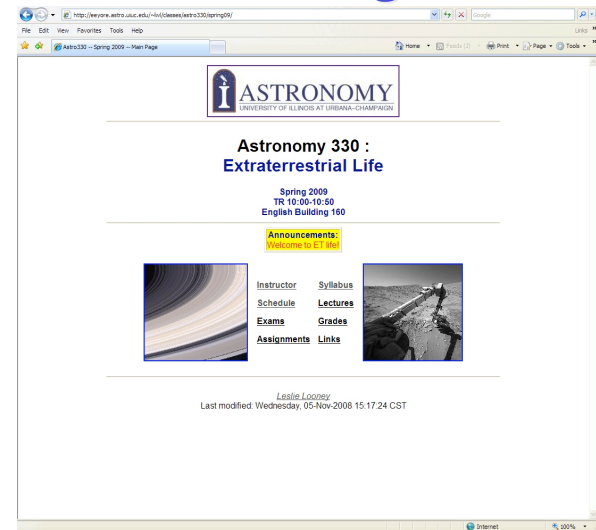 http://eeyore.astro.uiuc.edu/~lwl/classes/astro330/spring09/
Google
File Edit View Favorites Tools Help
Links
Astro330 -- Spring 2009 -- Main Page
Home Feeds (2) Print Page Tools
ASTRONOMY
UNIVERSITY OF ILLINOIS AT URBANA-CHAMPAIGN
Astronomy 330 :
Extraterrestrial Life
Spring 2009
TR 10:00-10:50
English Building 160
Announcements:
Welcome to ET life!
Instructor Syllabus
Schedule Lectures
Exams Grades
Assignments Links
Leslie Looney
Last modified: Wednesday, 05-Nov-2008 15:17:24 CST
Internet 100%